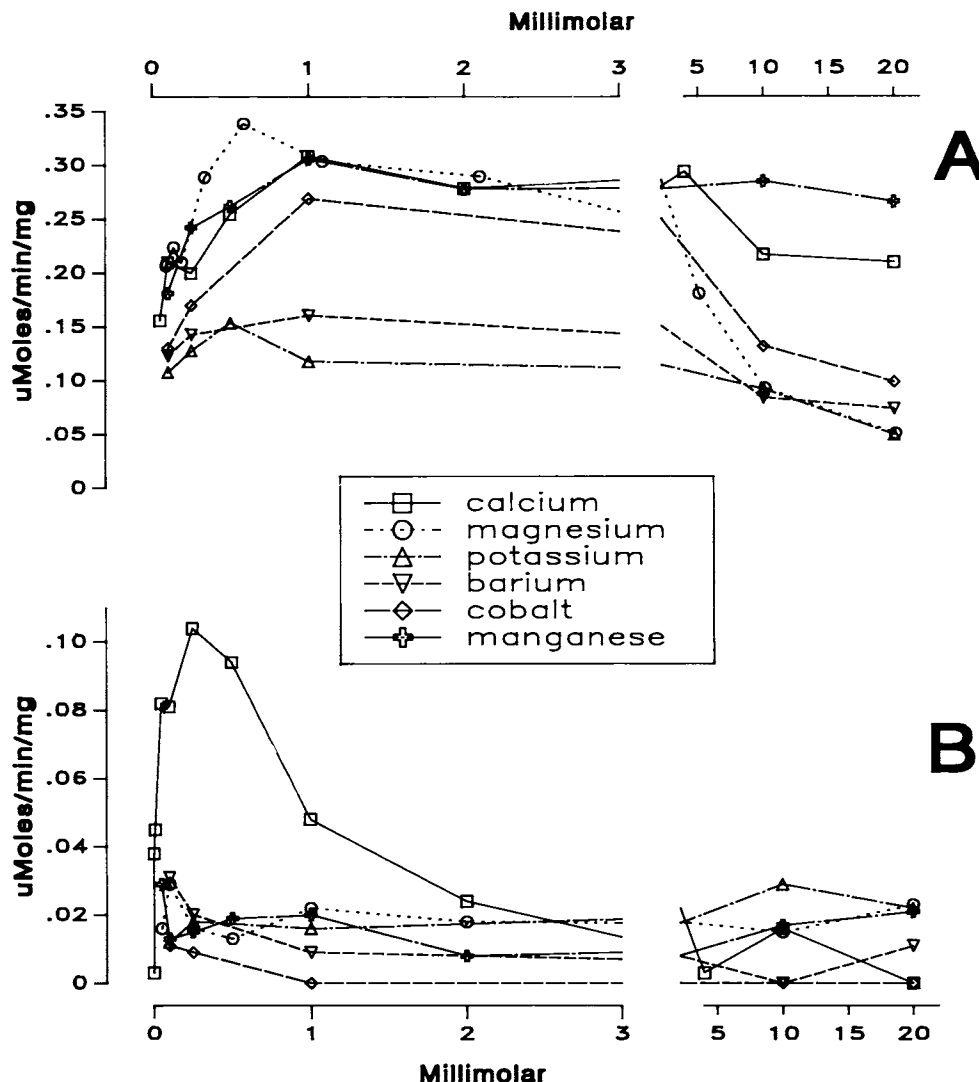 Millimolar
0 1 2 3 5 10 15 20
A
uMoles/min/mg
.35
.30
.25
.20
.15
.10
.05
0
calcium
magnesium
potassium
barium
cobalt
manganese
B
uMoles/min/mg
.10
.08
.06
.04
.02
0
0 1 2 3 5 10 15 20
Millimolar